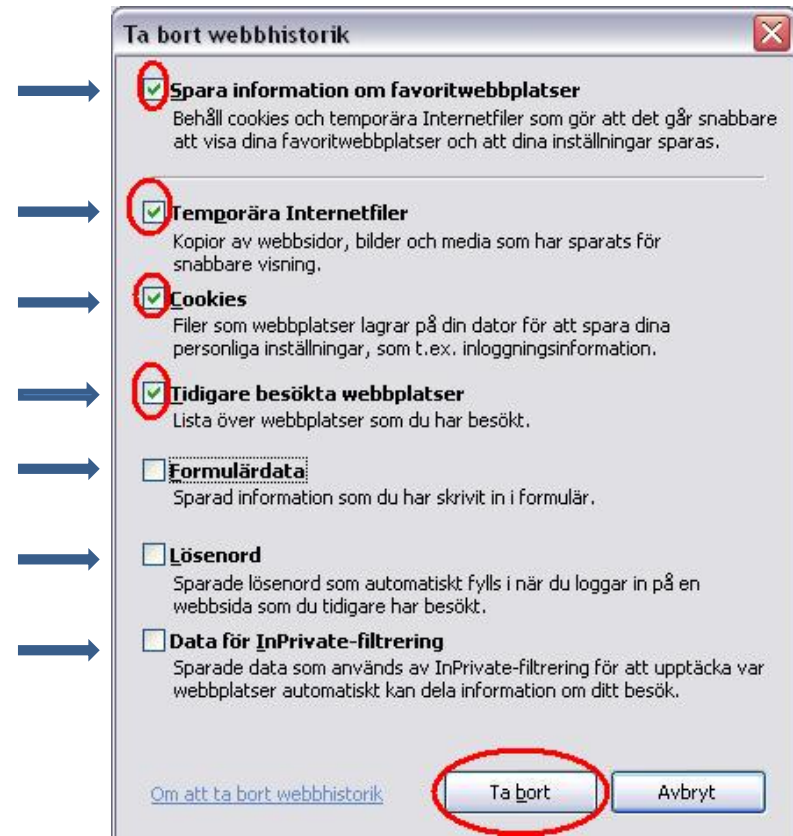 Ta bort webbhistorik
Spara information om favoritwebbplatser
Behåll cookies och temporära Internetfiler som gör att det går snabbare
att visa dina favoritwebbplatser och att dina inställningar sparas.
Temporära Internetfiler
Kopior av webbsidor, bilder och media som har sparats för
snabbare visning.
Cookies
Filer som webbplatser lagrar på din dator för att spara dina
personliga inställningar, som t.ex. inloggningsinformation.
Tidigare besökta webbplatser
Lista över webbplatser som du har besökt.
Formulärdata
Sparad information som du har skrivit in i formulär.
Lösenord
Sparade lösenord som automatiskt fylls i när du loggar in på en
webbsida som du tidigare har besökt.
Data för InPrivate-filtrering
Sparade data som används av InPrivate-filtrering för att upptäcka var
webbplatser automatiskt kan dela information om ditt besök.
Om att ta bort webbhistorik
Ta bort
Avbryt